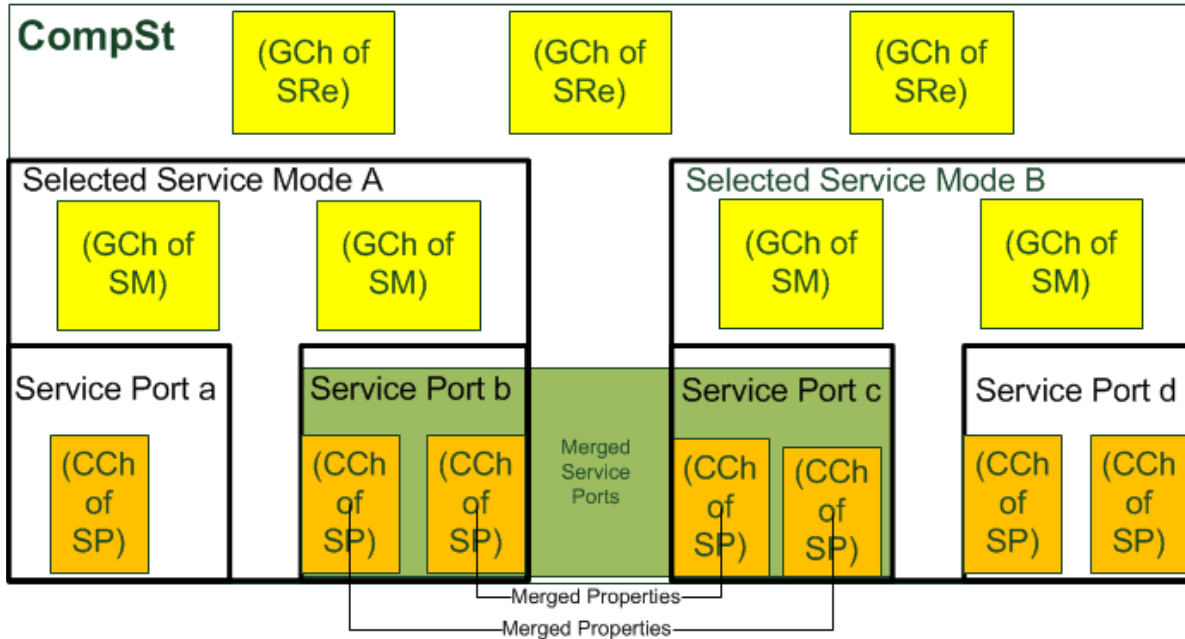 CompSt
(GCh of
SRe)
(GCh of
SRe)
(GCh of
SRe)
Selected Service Mode A
(GCh of
SM)
(GCh of
SM)
Selected Service Mode B
(GCh of
SM)
(GCh of
SM)
Service Port a
(CCh
of
SP)
Service Port b
(CCh
of
SP)
(CCh
of
SP)
Merged
Service
Ports
Service Port c
(CCh
of
SP)
(CCh
of
SP)
Service Port d
(CCh
of
SP)
(CCh
of
SP)
Merged Properties
Merged Properties